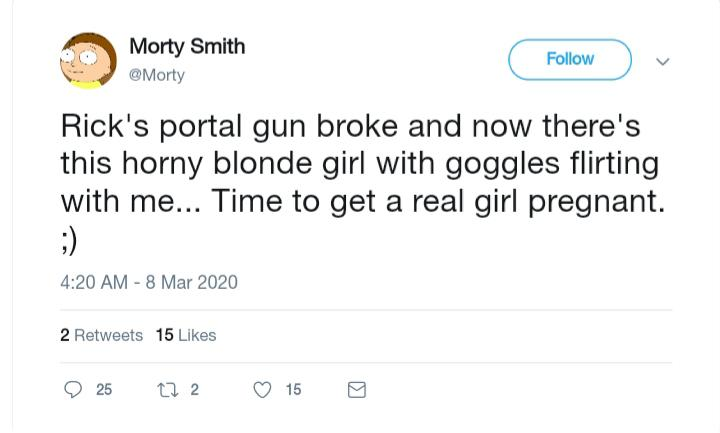 Morty Smith
@Morty
Follow
Rick's portal gun broke and now there's
this horny blonde girl with goggles flirting
with me... Time to get a real girl pregnant.
;)
4:20 AM - 8 Mar 2020
2 Retweets 15 Likes
25 2 15